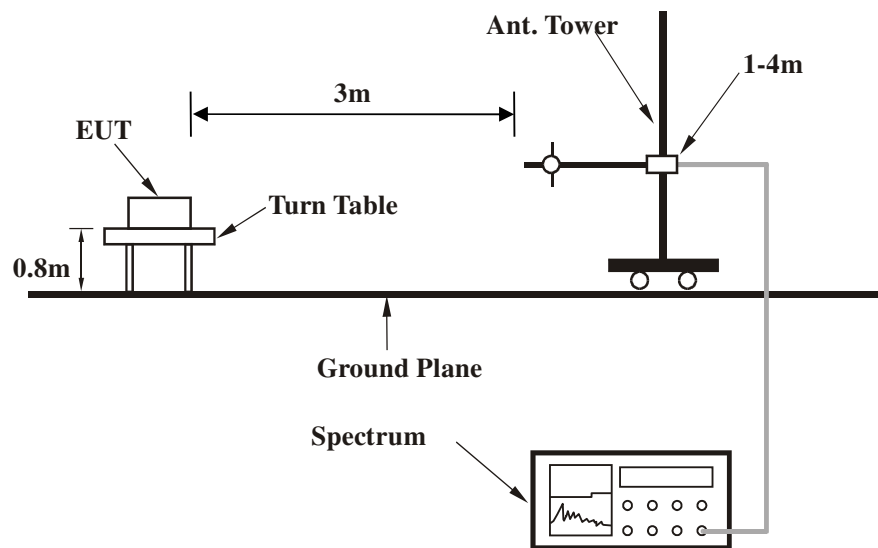 Ant. Tower
1-4m
3m
EUT
Turn Table
0.8m
Ground Plane
Spectrum